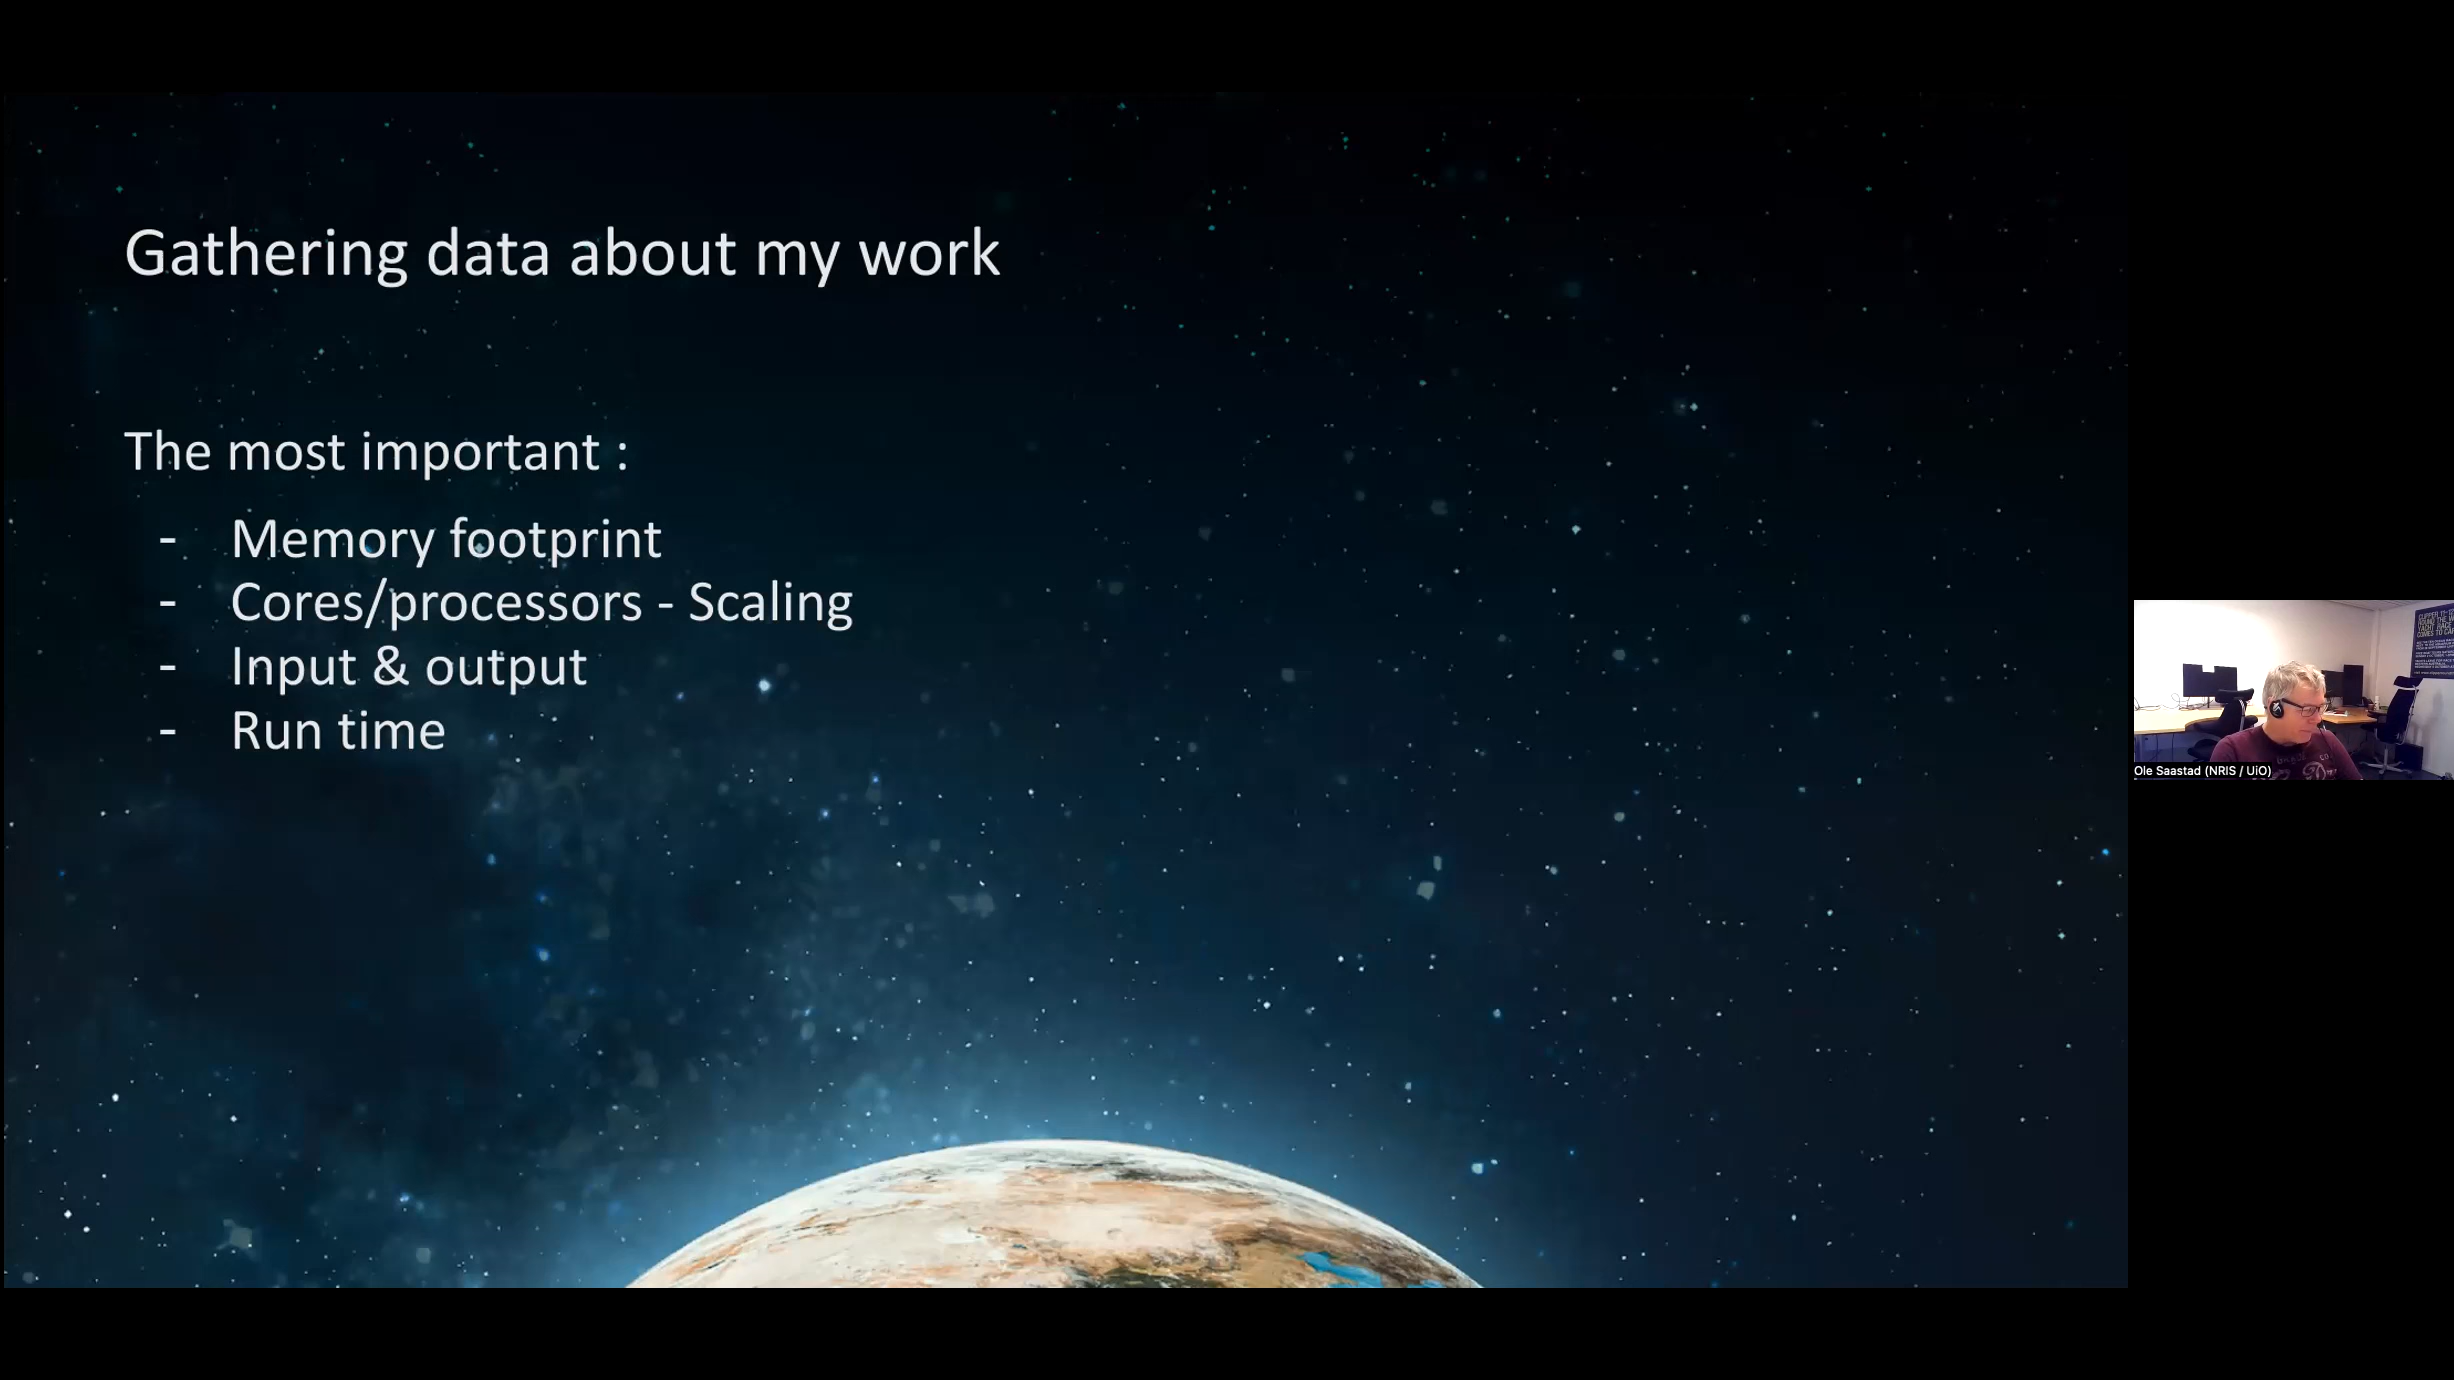 Gathering data about my work
The most important :
- Memory footprint
- Cores/processors - Scaling
- Input & output
- Run time
Ole Saastad (NRIS / UiO)